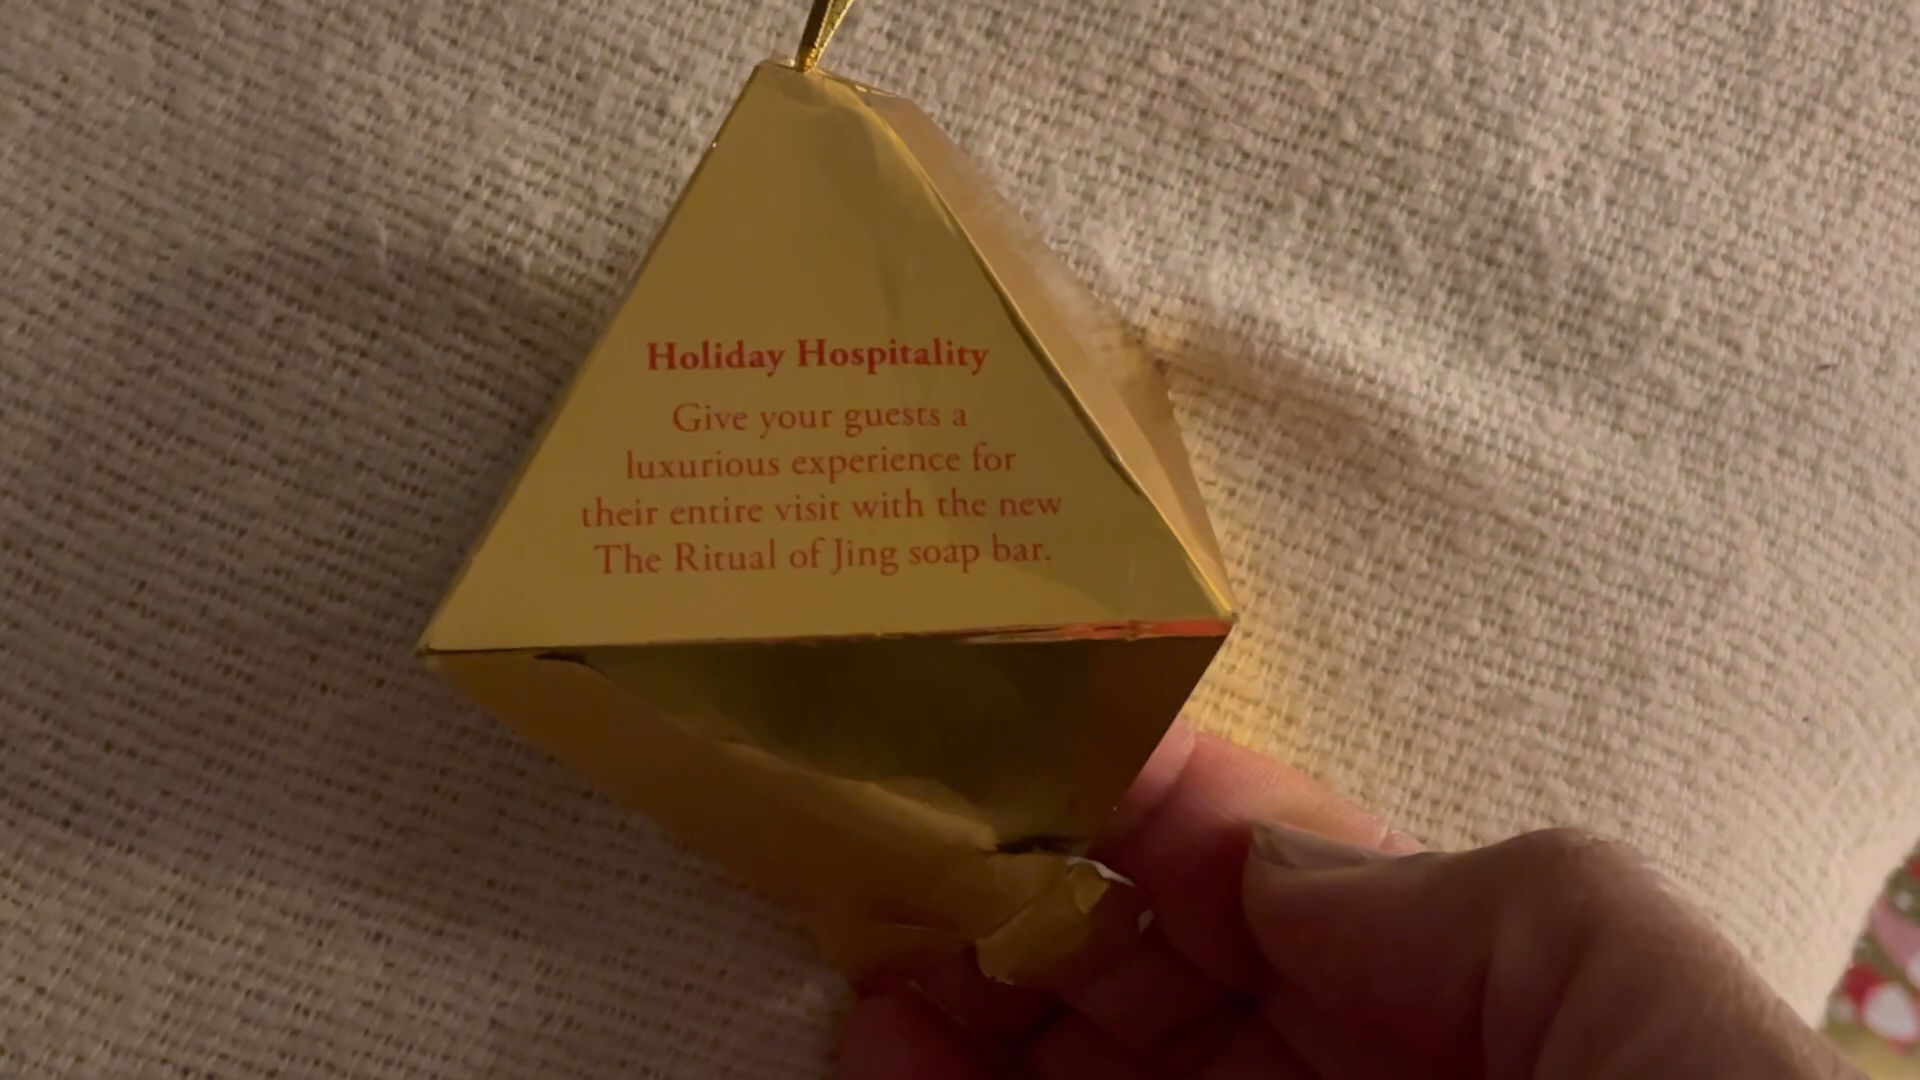 Holiday Hospitality
Give your guests a
luxurious experience for
their entire visit with the new
The Ritual of Jing soap bar.